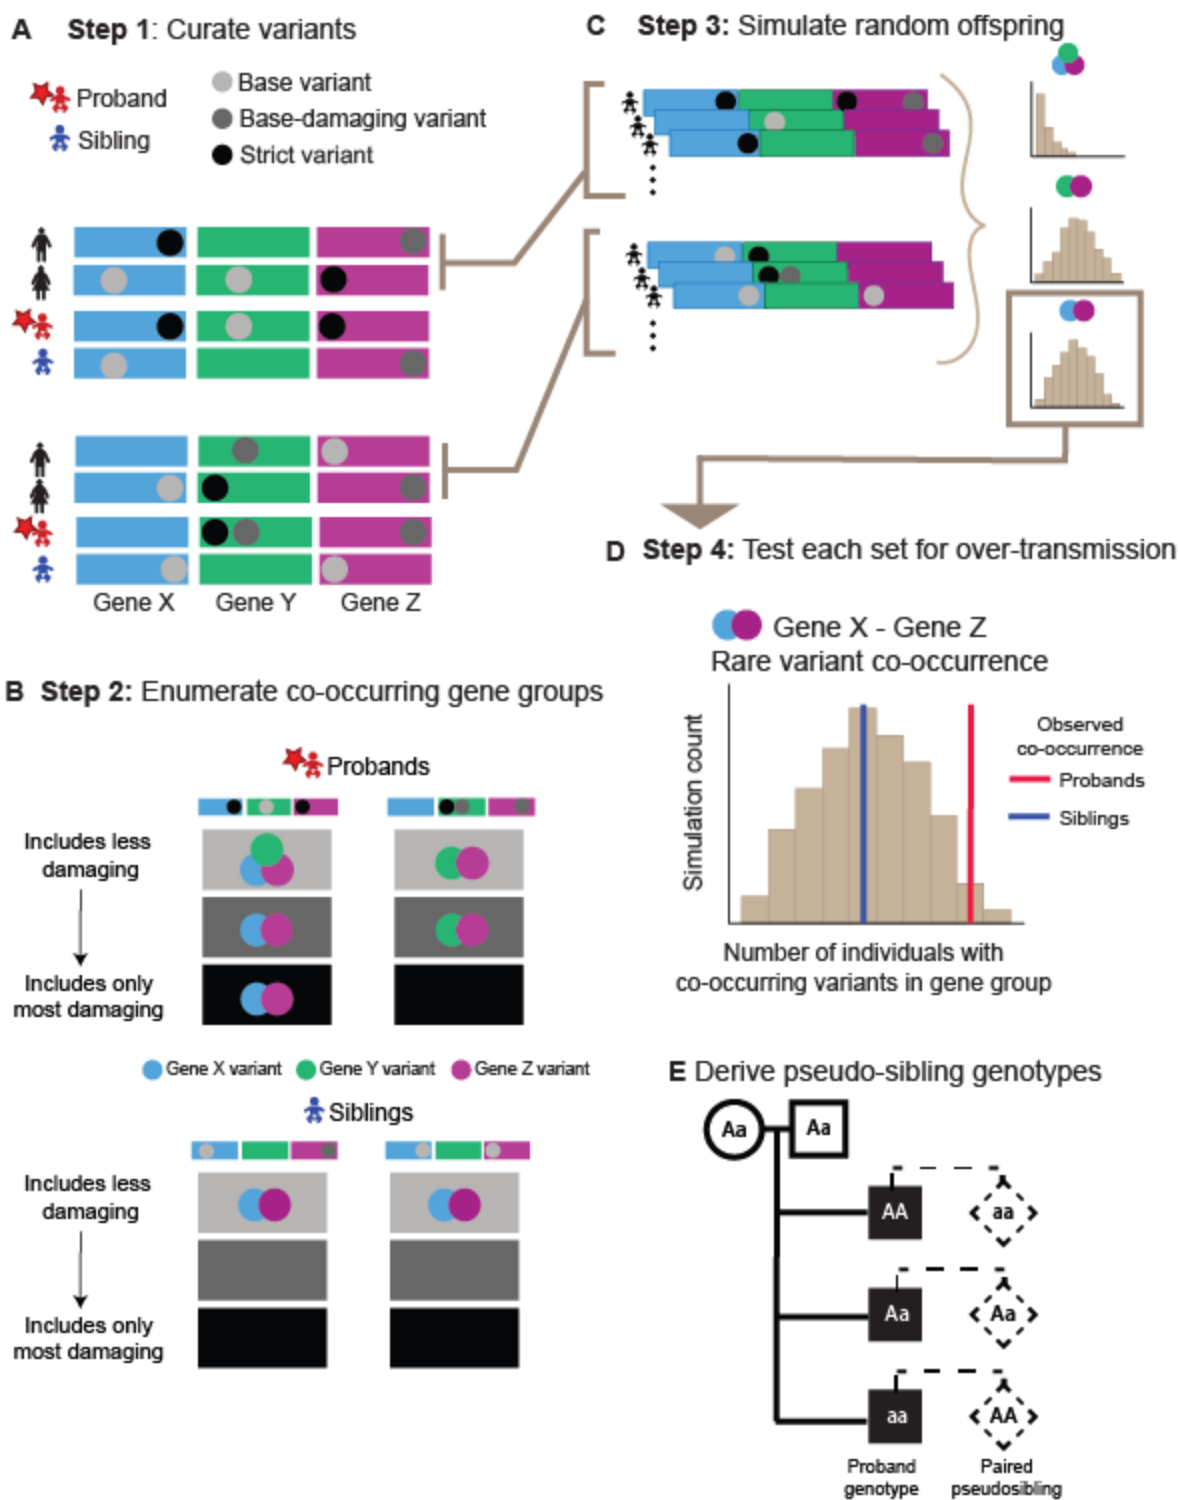 A Step 1: Curate variants
Proband
Sibling
Base variant
Base-damaging variant
Strict variant
Gene X Gene Y Gene Z
B Step 2: Enumerate co-occurring gene groups
Probands
Includes less
damaging
Includes only
most damaging
Gene X variant Gene Y variant Gene Z variant
Siblings
Includes less
damaging
Includes only
most damaging
C Step 3: Simulate random offspring
D Step 4: Test each set for over-transmission
Gene X - Gene Z
Rare variant co-occurrence
Simulation count
Observed
co-occurrence
Probands
Siblings
Number of individuals with
co-occurring variants in gene group
E Derive pseudo-sibling genotypes
Aa Aa
AA aa
Aa Aa
aa AA
Proband
genotype
Paired
pseudosibling